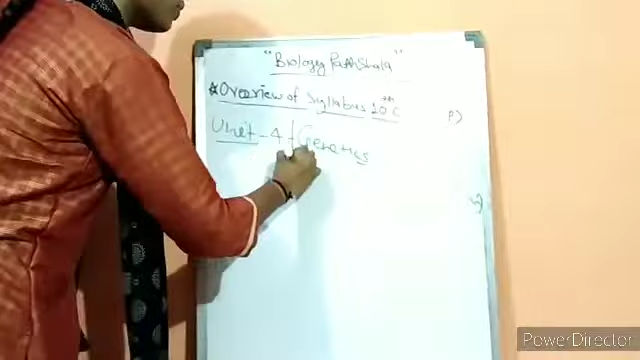 "Biology Pathshala"
☆Overview of Syllabus 10th C
Unit - 4 / Genetics
PowerDirector